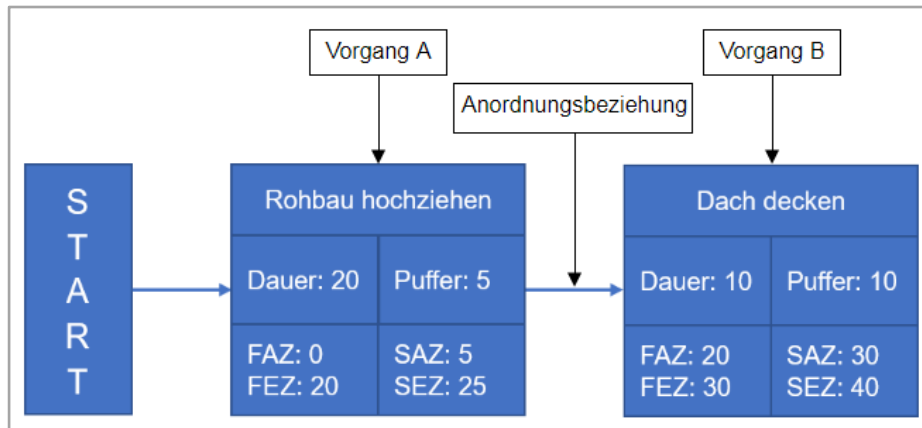 Vorgang A
Vorgang B
Anordnungsbeziehung
START
Rohbau hochziehen
Dauer: 20
Puffer: 5
FAZ: 0
FEZ: 20
SAZ: 5
SEZ: 25
Dach decken
Dauer: 10
Puffer: 10
FAZ: 20
FEZ: 30
SAZ: 30
SEZ: 40